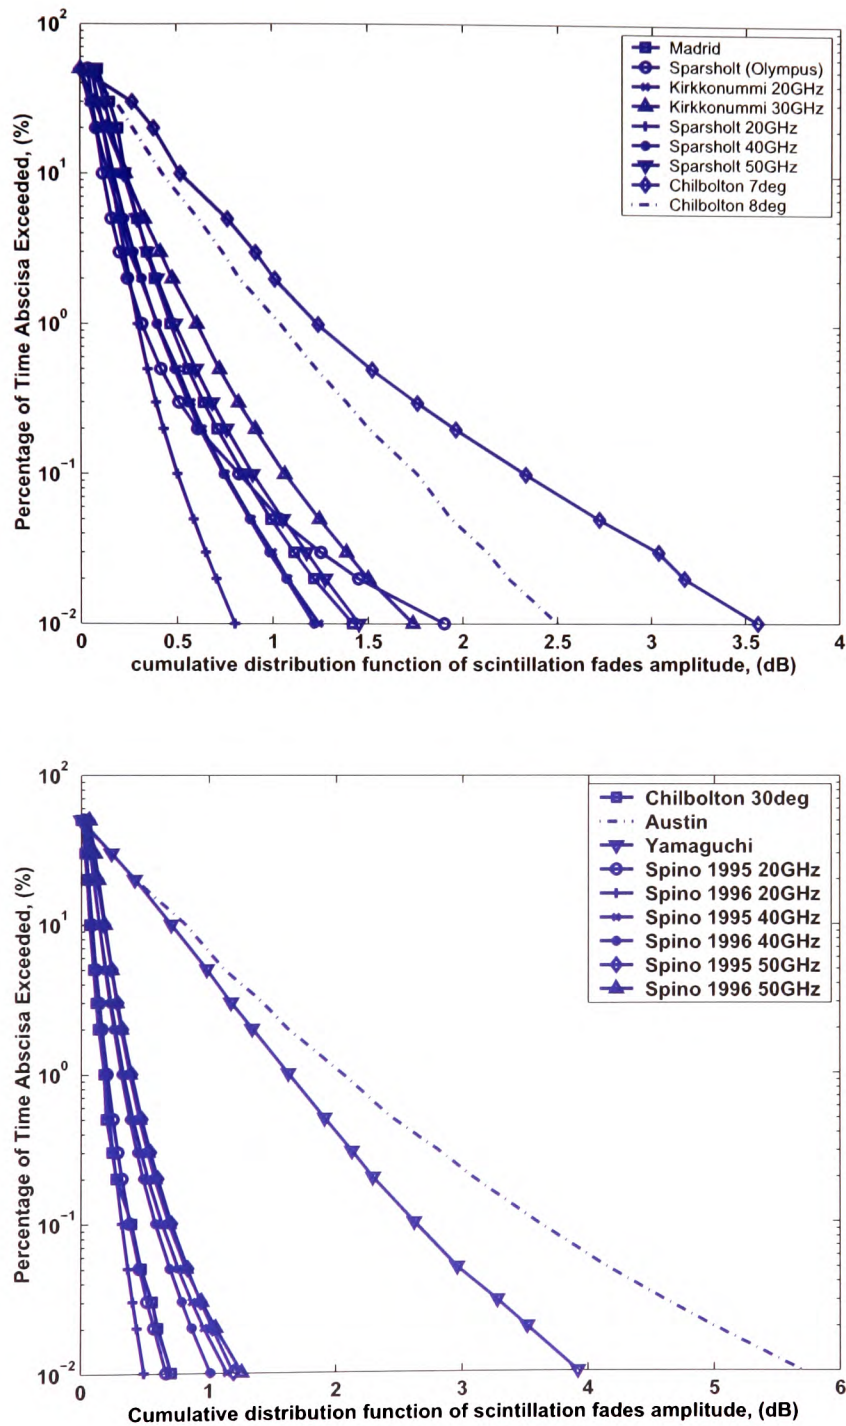 10^2
10^1
10^0
10^-1
10^-2
Percentage of Time Abscisa Exceeded, (%)
Madrid
Sparsholt (Olympus)
Kirkkonummi 20GHz
Kirkkonummi 30GHz
Sparsholt 20GHz
Sparsholt 40GHz
Sparsholt 50GHz
Chilbolton 7deg
Chilbolton 8deg
0 0.5 1 1.5 2 2.5 3 3.5 4
cumulative distribution function of scintillation fades amplitude, (dB)
10^2
10^1
10^0
10^-1
10^-2
Percentage of Time Abscisa Exceeded, (%)
Chilbolton 30deg
Austin
Yamaguchi
Spino 1995 20GHz
Spino 1996 20GHz
Spino 1995 40GHz
Spino 1996 40GHz
Spino 1995 50GHz
Spino 1996 50GHz
0 1 2 3 4 5 6
Cumulative distribution function of scintillation fades amplitude, (dB)